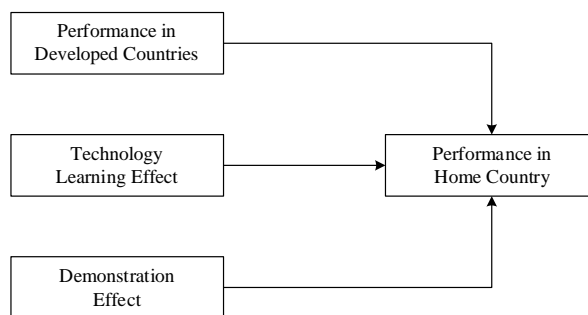 Performance in
Developed Countries
Technology
Learning Effect
Performance in
Home Country
Demonstration
Effect